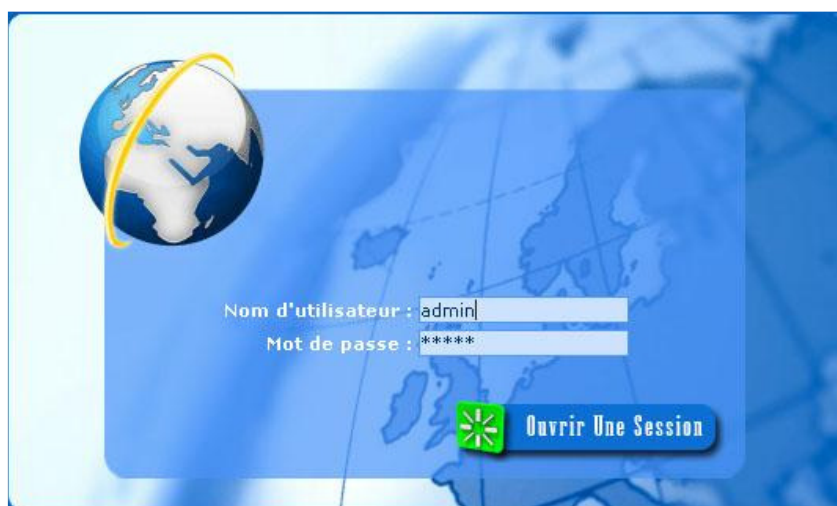 Nom d'utilisateur : admin
Mot de passe : *****
Ouvrir Une Session